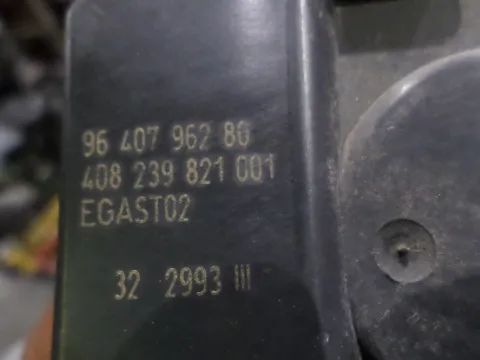 96 407 962 80
408 239 821 001
EGAST02
32 2993 III